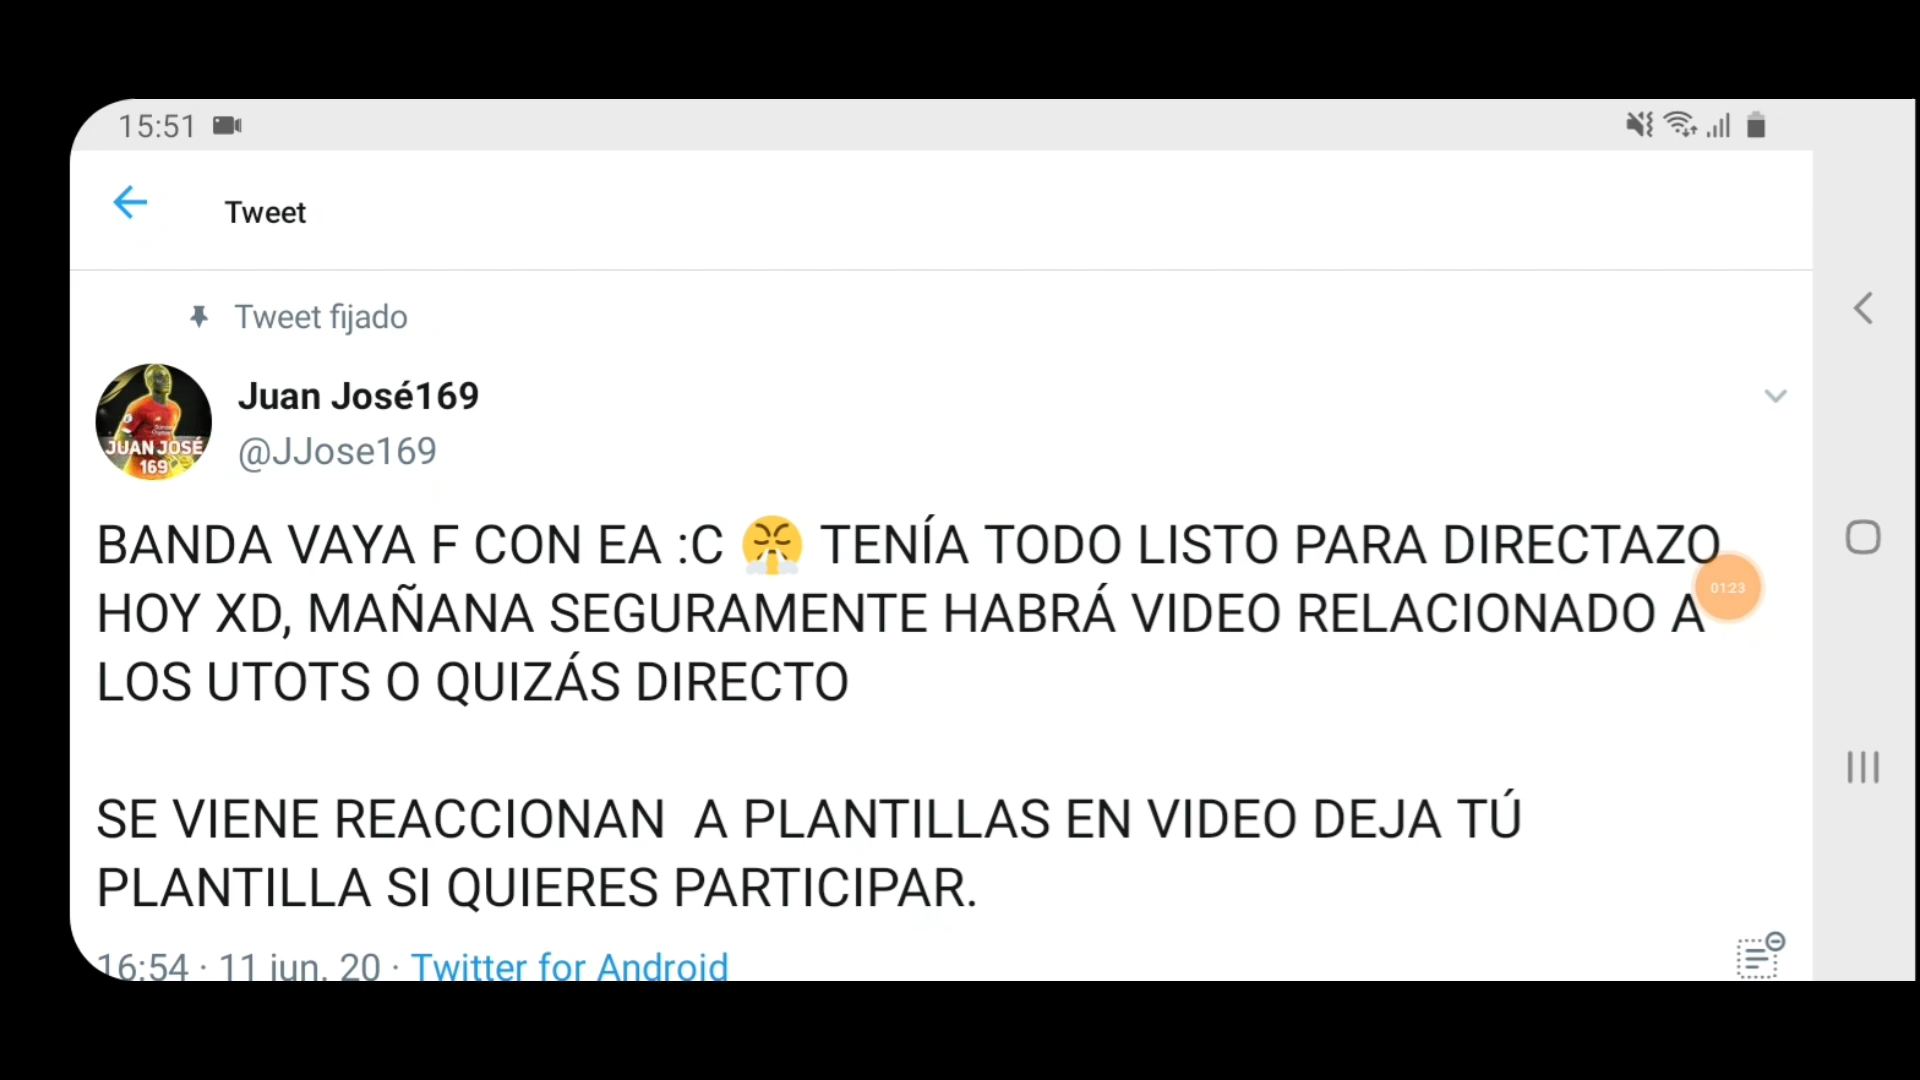 15:51
Tweet
Tweet fijado
Juan José169
@JJose169
JUAN JOSÉ
169
BANDA VAYA F CON EA :C 😤 TENÍA TODO LISTO PARA DIRECTAZO
01:23
HOY XD, MAÑANA SEGURAMENTE HABRÁ VIDEO RELACIONADO A
LOS UTOTS O QUIZÁS DIRECTO
SE VIENE REACCIONAN  A PLANTILLAS EN VIDEO DEJA TÚ
PLANTILLA SI QUIERES PARTICIPAR.
16:54 · 11 jun. 20 · Twitter for Android